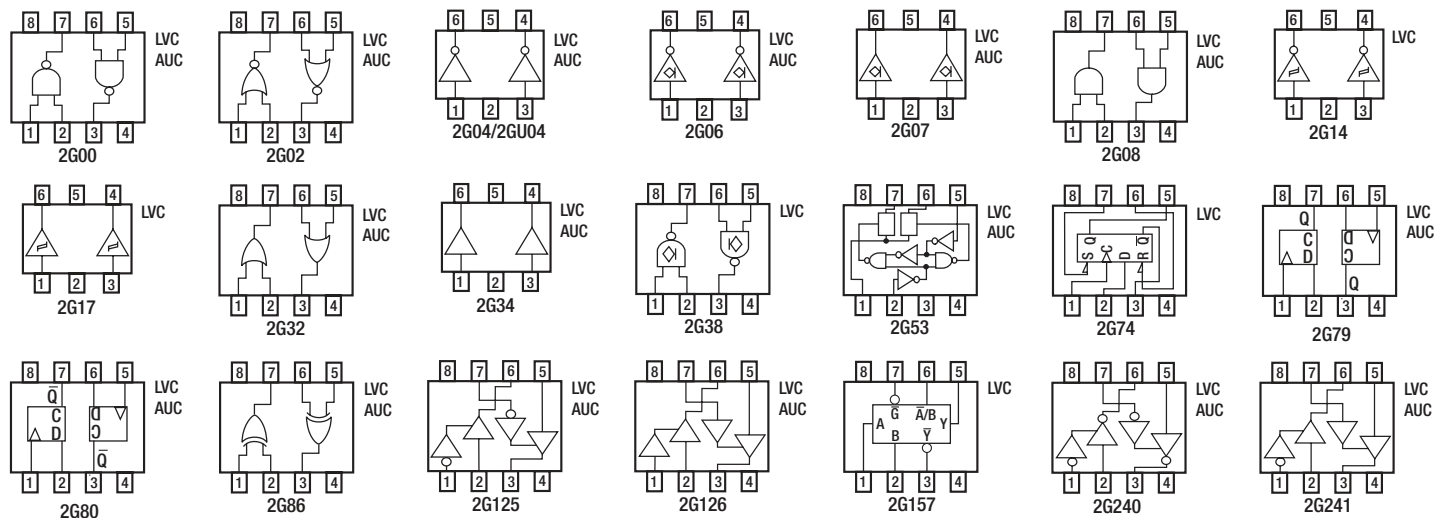 8 7 6 5
LVC
AUC
1 2 3 4
2G00
8 7 6 5
LVC
AUC
1 2 3 4
2G02
6 5 4
LVC
AUC
1 2 3
2G04/2GU04
6 5 4
LVC
AUC
1 2 3
2G06
6 5 4
LVC
AUC
1 2 3
2G07
8 7 6 5
LVC
AUC
1 2 3 4
2G08
6 5 4
LVC
1 2 3
2G14
6 5 4
LVC
1 2 3
2G17
8 7 6 5
LVC
AUC
1 2 3 4
2G32
6 5 4
LVC
AUC
1 2 3
2G34
8 7 6 5
LVC
1 2 3 4
2G38
8 7 6 5
LVC
AUC
1 2 3 4
2G53
8 7 6 5
LVC
Q Q̅
S C D R̅
1 2 3 4
2G74
8 7 6 5
LVC
AUC
Q
C D
D C
Q
1 2 3 4
2G79
8 7 6 5
LVC
AUC
Q̅
C D
D C
Q̅
1 2 3 4
2G80
8 7 6 5
LVC
AUC
1 2 3 4
2G86
8 7 6 5
LVC
AUC
1 2 3 4
2G125
8 7 6 5
LVC
AUC
1 2 3 4
2G126
8 7 6 5
LVC
G̅ A̅/B
A Y
B Y̅
1 2 3 4
2G157
8 7 6 5
LVC
AUC
1 2 3 4
2G240
8 7 6 5
LVC
AUC
1 2 3 4
2G241